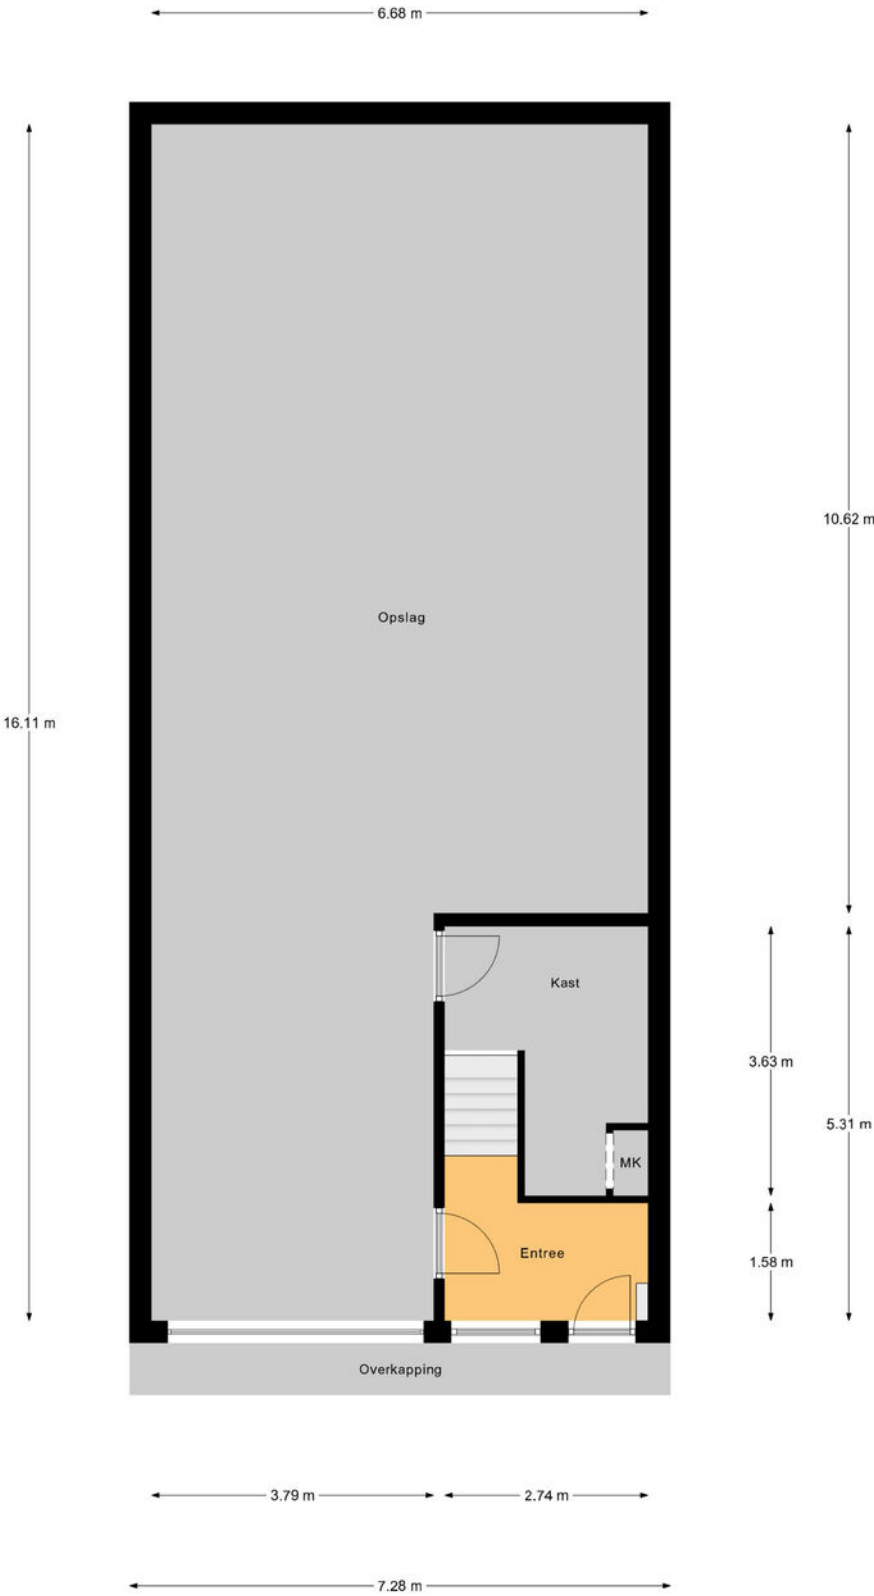 6.68 m
10.62 m
Opslag
16.11 m
Kast
3.63 m
5.31 m
MK
Entree
1.58 m
Overkapping
3.79 m
2.74 m
7.28 m